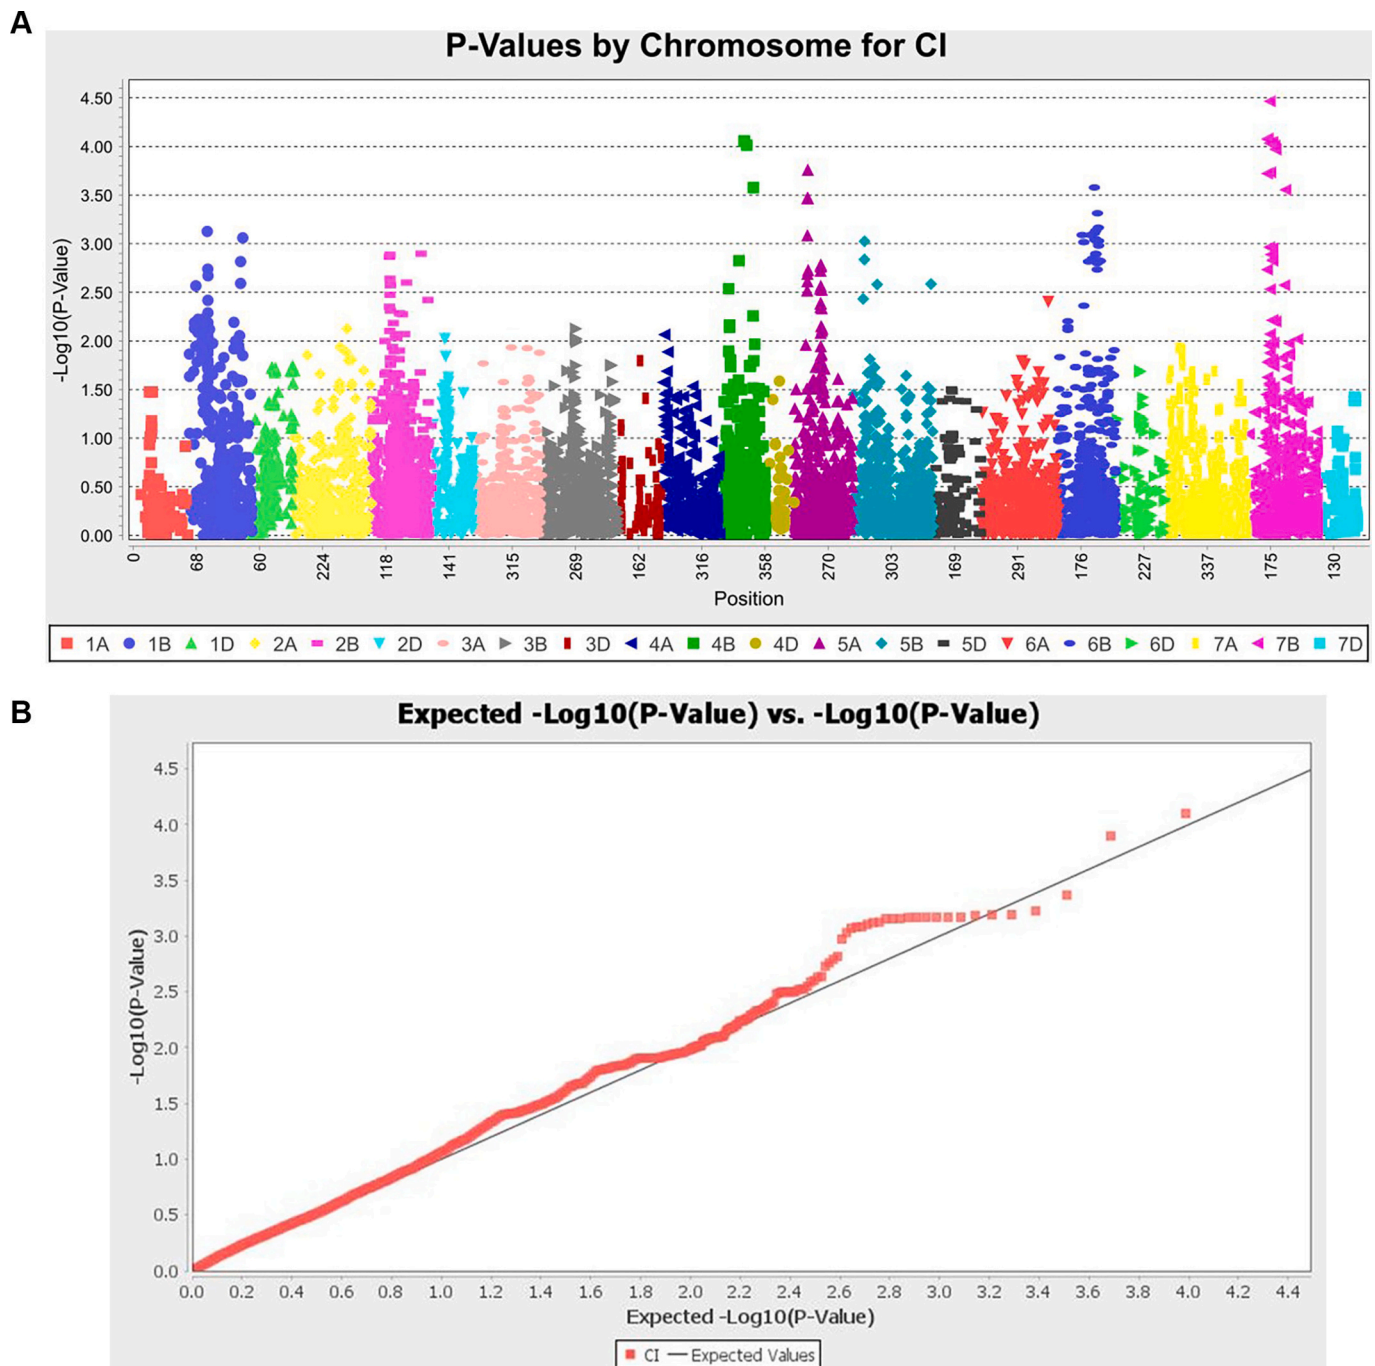 A
P-Values by Chromosome for CI
-Log10(P-Value)
4.50
4.00
3.50
3.00
2.50
2.00
1.50
1.00
0.50
0.00
0 68 60 224 118 141 315 269 162 316 358 270 303 169 291 176 227 337 175 130
Position
1A 1B 1D 2A 2B 2D 3A 3B 3D 4A 4B 4D 5A 5B 5D 6A 6B 6D 7A 7B 7D
B
Expected -Log10(P-Value) vs. -Log10(P-Value)
-Log10(P-Value)
4.5
4.0
3.5
3.0
2.5
2.0
1.5
1.0
0.5
0.0
0.0 0.2 0.4 0.6 0.8 1.0 1.2 1.4 1.6 1.8 2.0 2.2 2.4 2.6 2.8 3.0 3.2 3.4 3.6 3.8 4.0 4.2 4.4
Expected -Log10(P-Value)
CI Expected Values